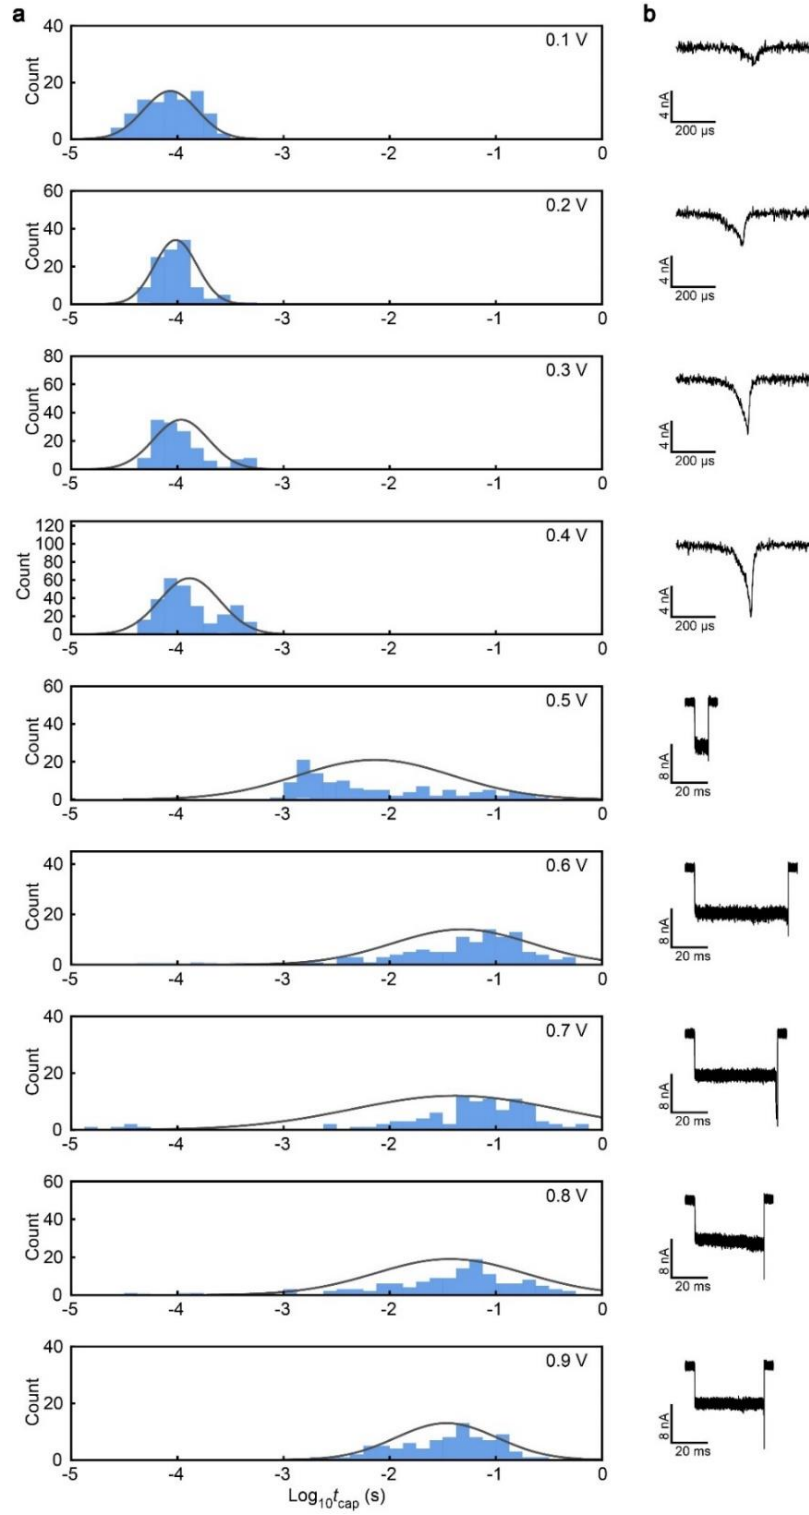 a
b
40
0.1 V
20
Count
0
-5 -4 -3 -2 -1 0
4 nA
200 µs
60
0.2 V
40
20
Count
0
-5 -4 -3 -2 -1 0
4 nA
200 µs
80
0.3 V
60
40
20
Count
0
-5 -4 -3 -2 -1 0
4 nA
200 µs
120
0.4 V
100
80
60
40
20
Count
0
-5 -4 -3 -2 -1 0
4 nA
200 µs
60
0.5 V
40
20
Count
0
-5 -4 -3 -2 -1 0
8 nA
20 ms
40
0.6 V
20
Count
0
-5 -4 -3 -2 -1 0
8 nA
20 ms
40
0.7 V
20
Count
0
-5 -4 -3 -2 -1 0
8 nA
20 ms
60
0.8 V
40
20
Count
0
-5 -4 -3 -2 -1 0
8 nA
20 ms
40
0.9 V
20
Count
0
-5 -4 -3 -2 -1 0
8 nA
20 ms
Log₁₀t_cap (s)